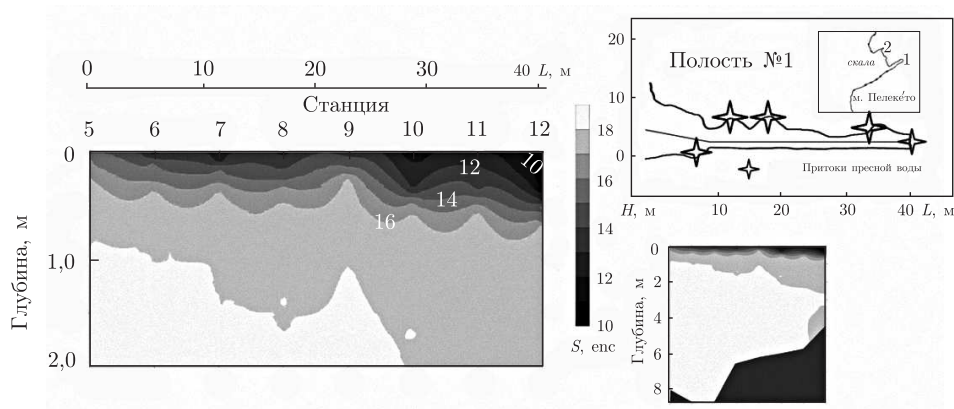 0 10 20 30 40 L, м
Станция
5 6 7 8 9 10 11 12
Глубина, м
0
1,0
2,0
10
12
14
16
18
16
14
12
10
S, епс
20
10
0
Полость №1
скала
2
1
м. Пелеке́то
Притоки пресной воды
H, м 10 20 30 40 L, м
Глубина, м
0
2
4
6
8